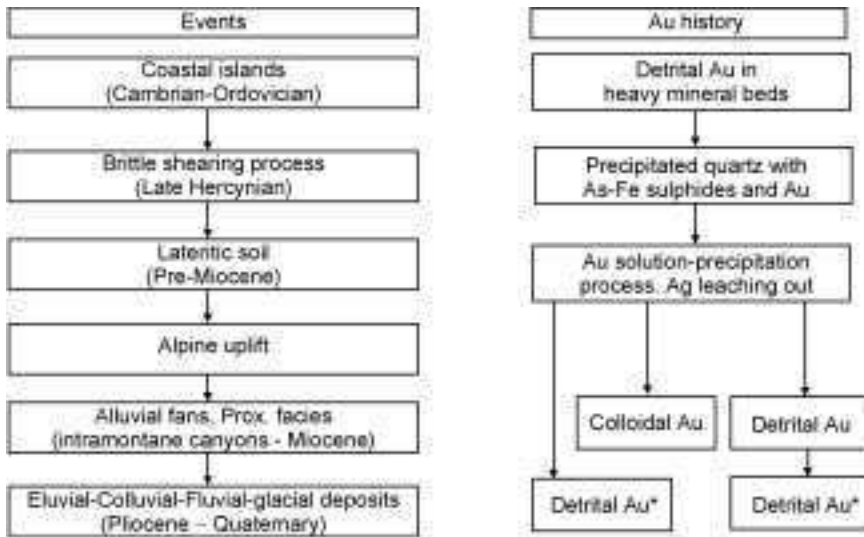 Events
Coastal islands
(Cambrian-Ordovician)
Brittle shearing process
(Late Hercynian)
Lateritic soil
(Pre-Miocene)
Alpine uplift
Alluvial fans, Prox. facies
(intramontane canyons - Miocene)
Eluvial-Colluvial-Fluvial-glacial deposits
(Pliocene – Quaternary)
Au history
Detrital Au in
heavy mineral beds
Precipitated quartz with
As-Fe sulphides and Au
Au solution-precipitation
process. Ag leaching out
Colloidal Au
Detrital Au
Detrital Au*
Detrital Au*